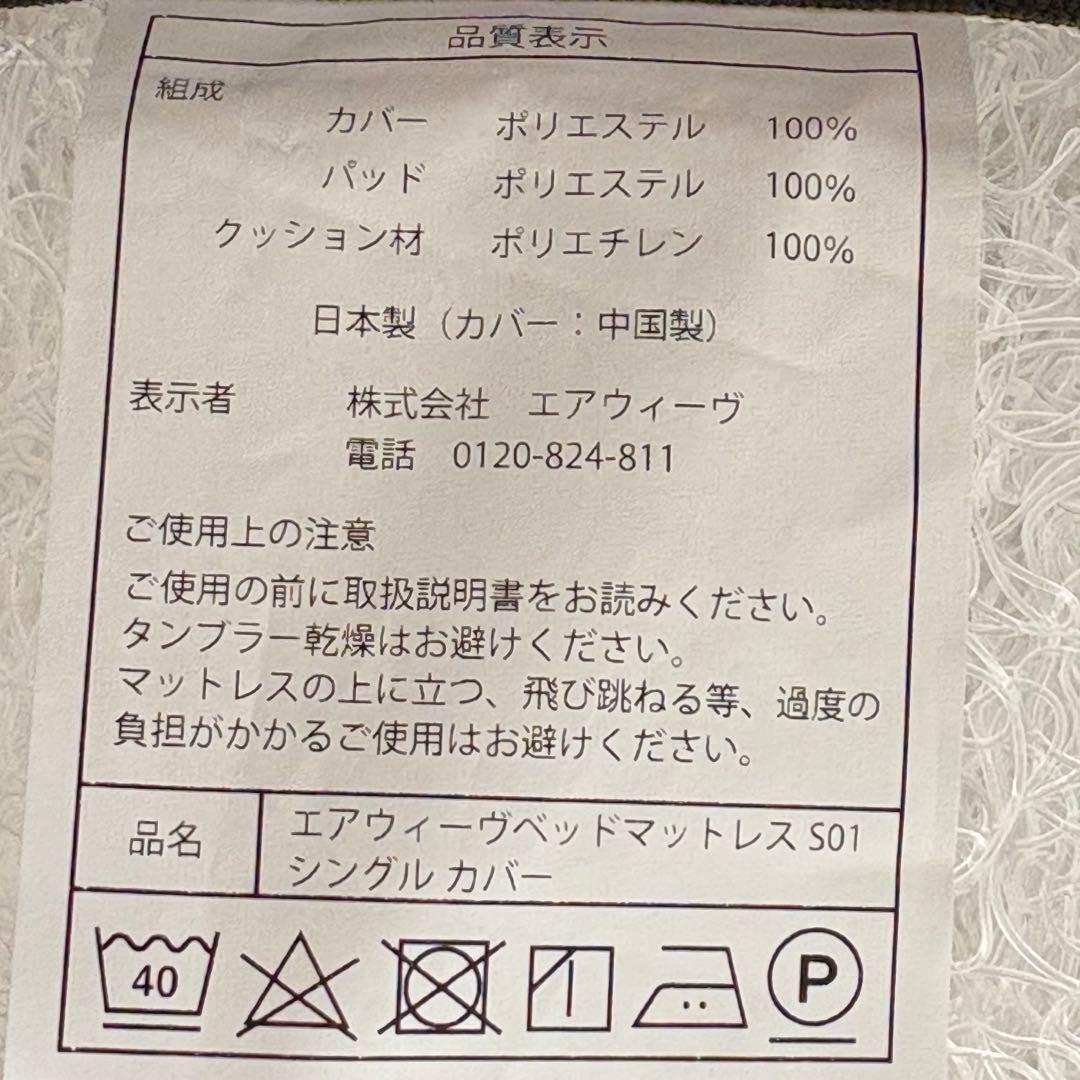 品質表示
組成
カバー ポリエステル 100%
パッド ポリエステル 100%
クッション材 ポリエチレン 100%
日本製（カバー：中国製）
表示者 株式会社 エアウィーヴ
電話 0120-824-811
ご使用上の注意
ご使用の前に取扱説明書をお読みください。
タンブラー乾燥はお避けください。
マットレスの上に立つ、飛び跳ねる等、過度の
負担がかかるご使用はお避けください。
品名 エアウィーヴベッドマットレス S01
シングル カバー
40 P